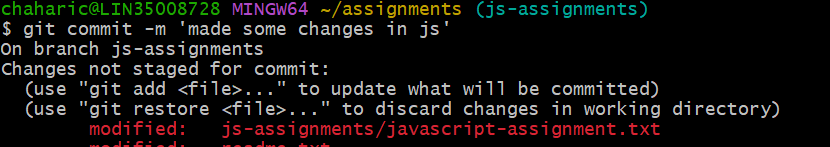 chaharic@LIN35008728 MINGW64 ~/assignments (js-assignments)
$ git commit -m 'made some changes in js'
On branch js-assignments
Changes not staged for commit:
  (use "git add <file>..." to update what will be committed)
  (use "git restore <file>..." to discard changes in working directory)
        modified:   js-assignments/javascript-assignment.txt
        modified:   readme.txt